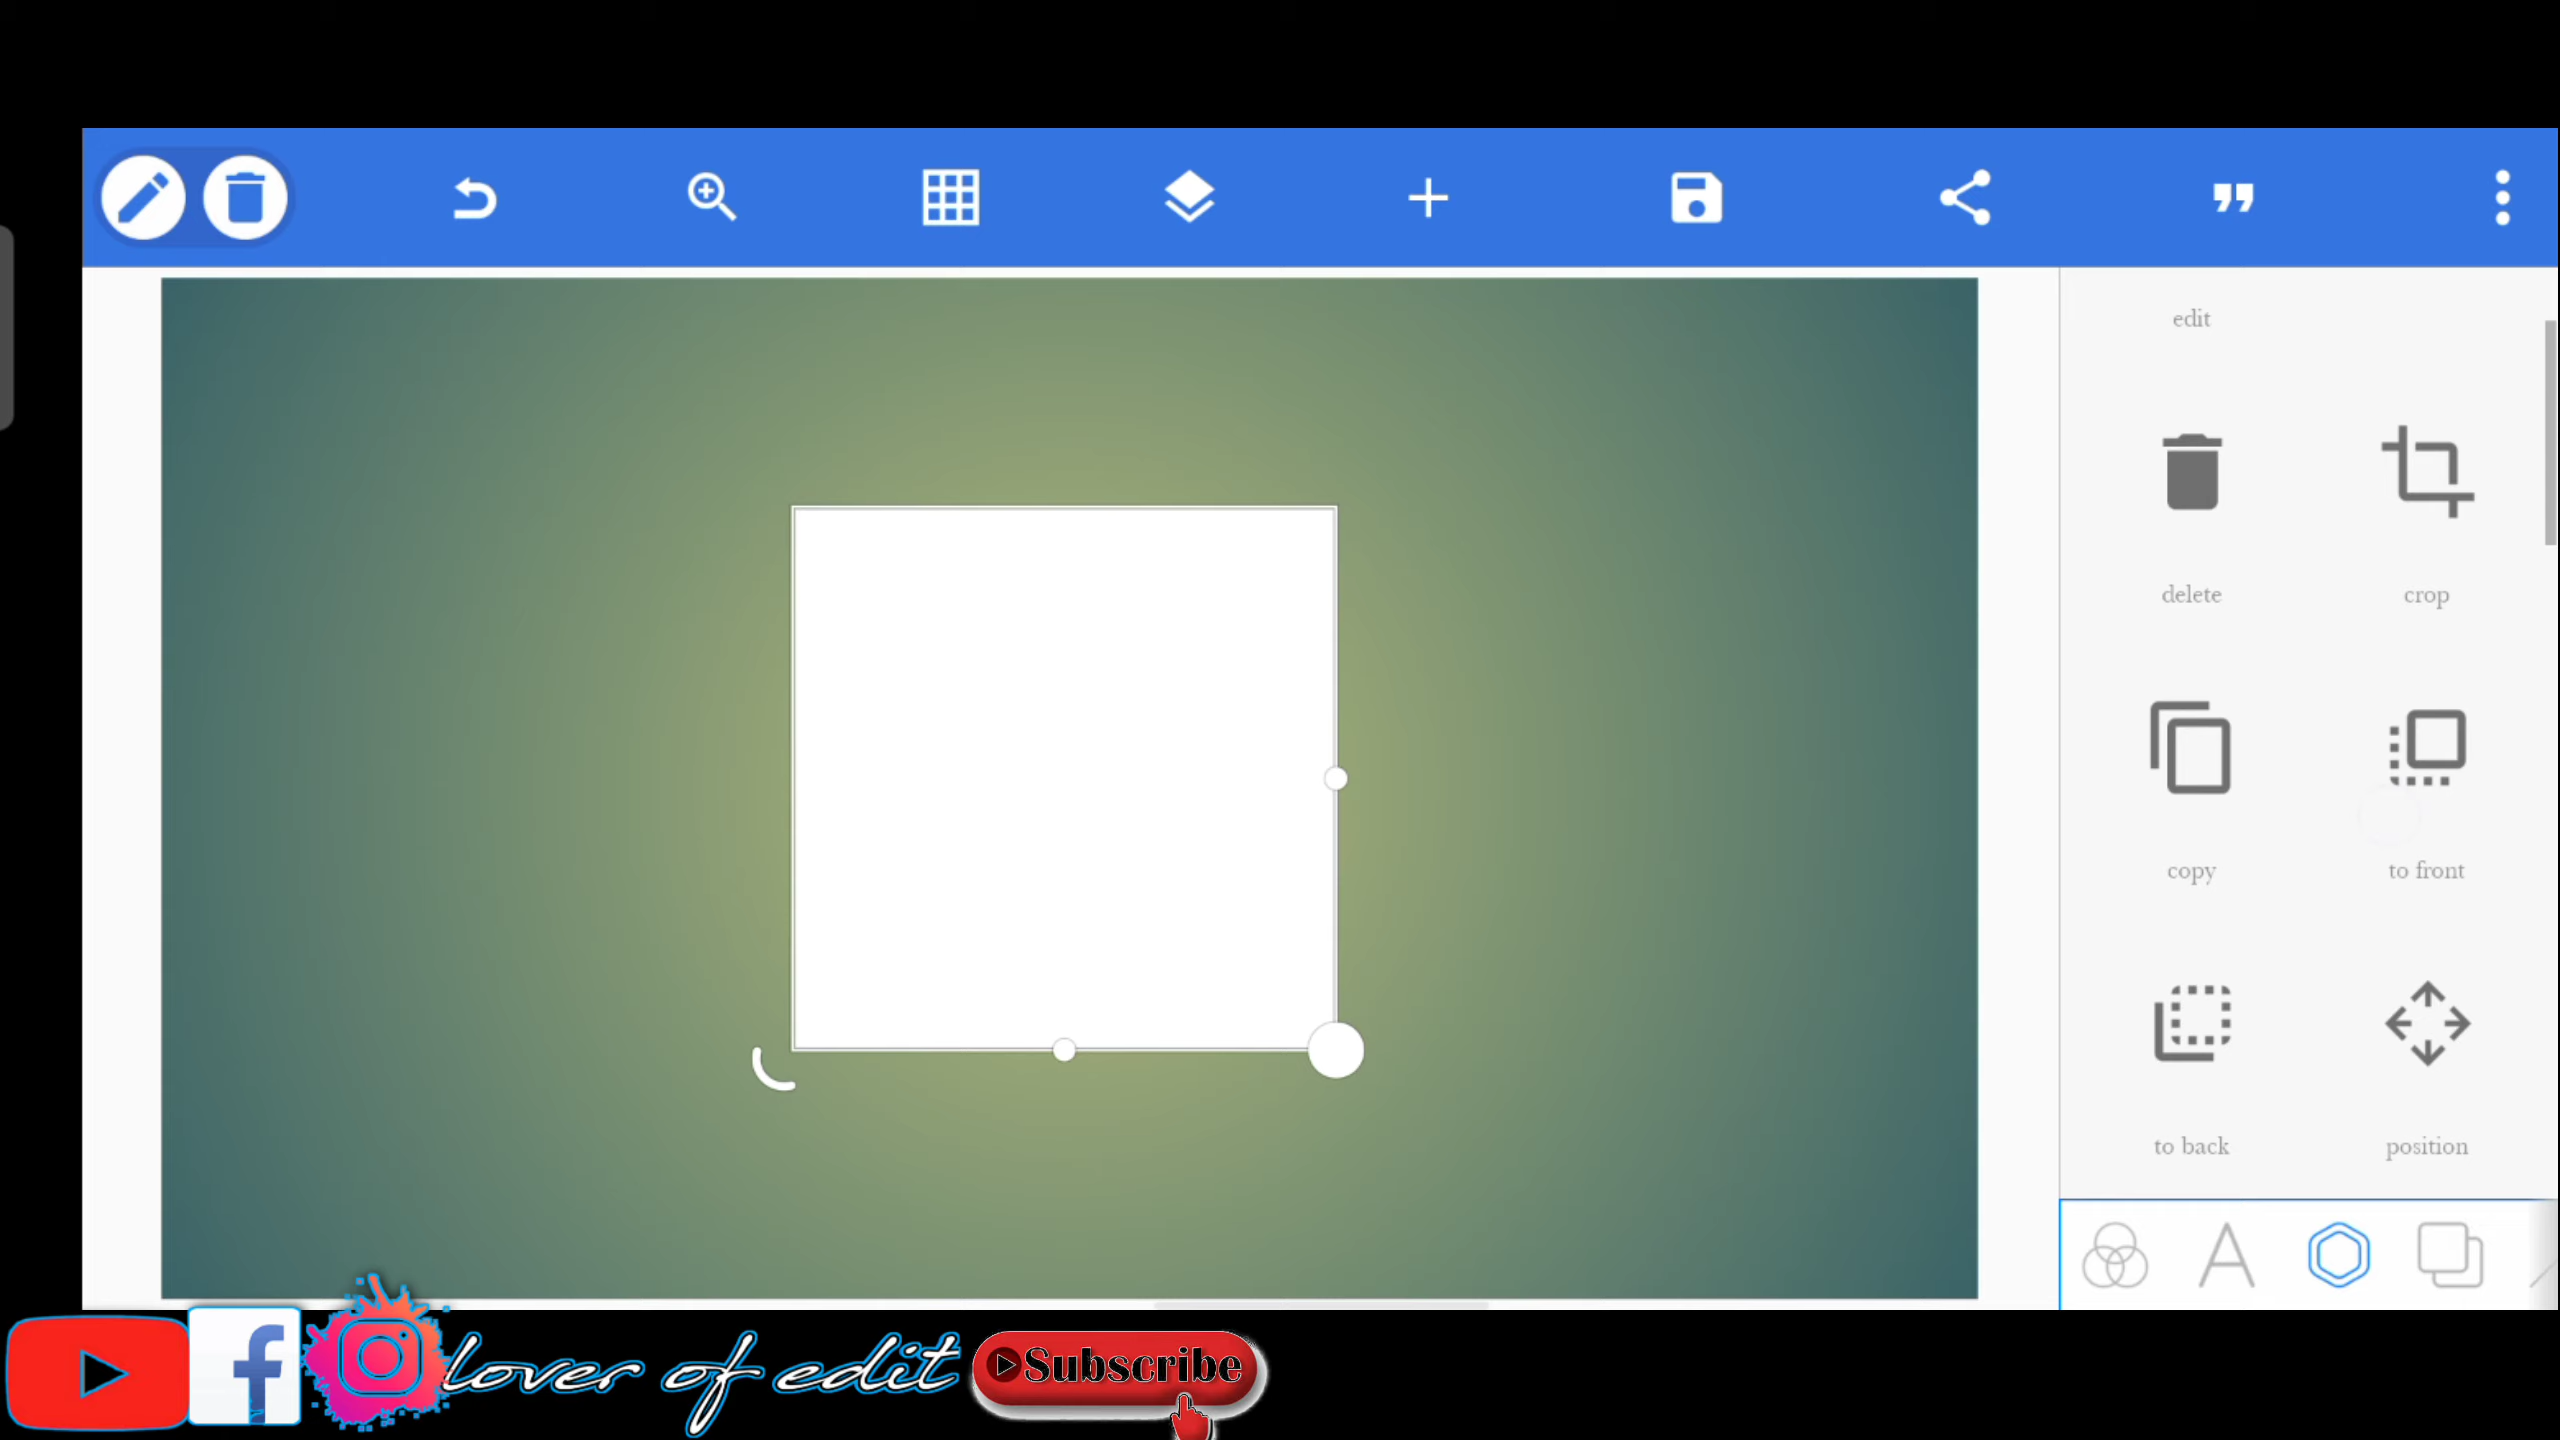 edit
delete
crop
copy
to front
to back
position
lover of edit
Subscribe